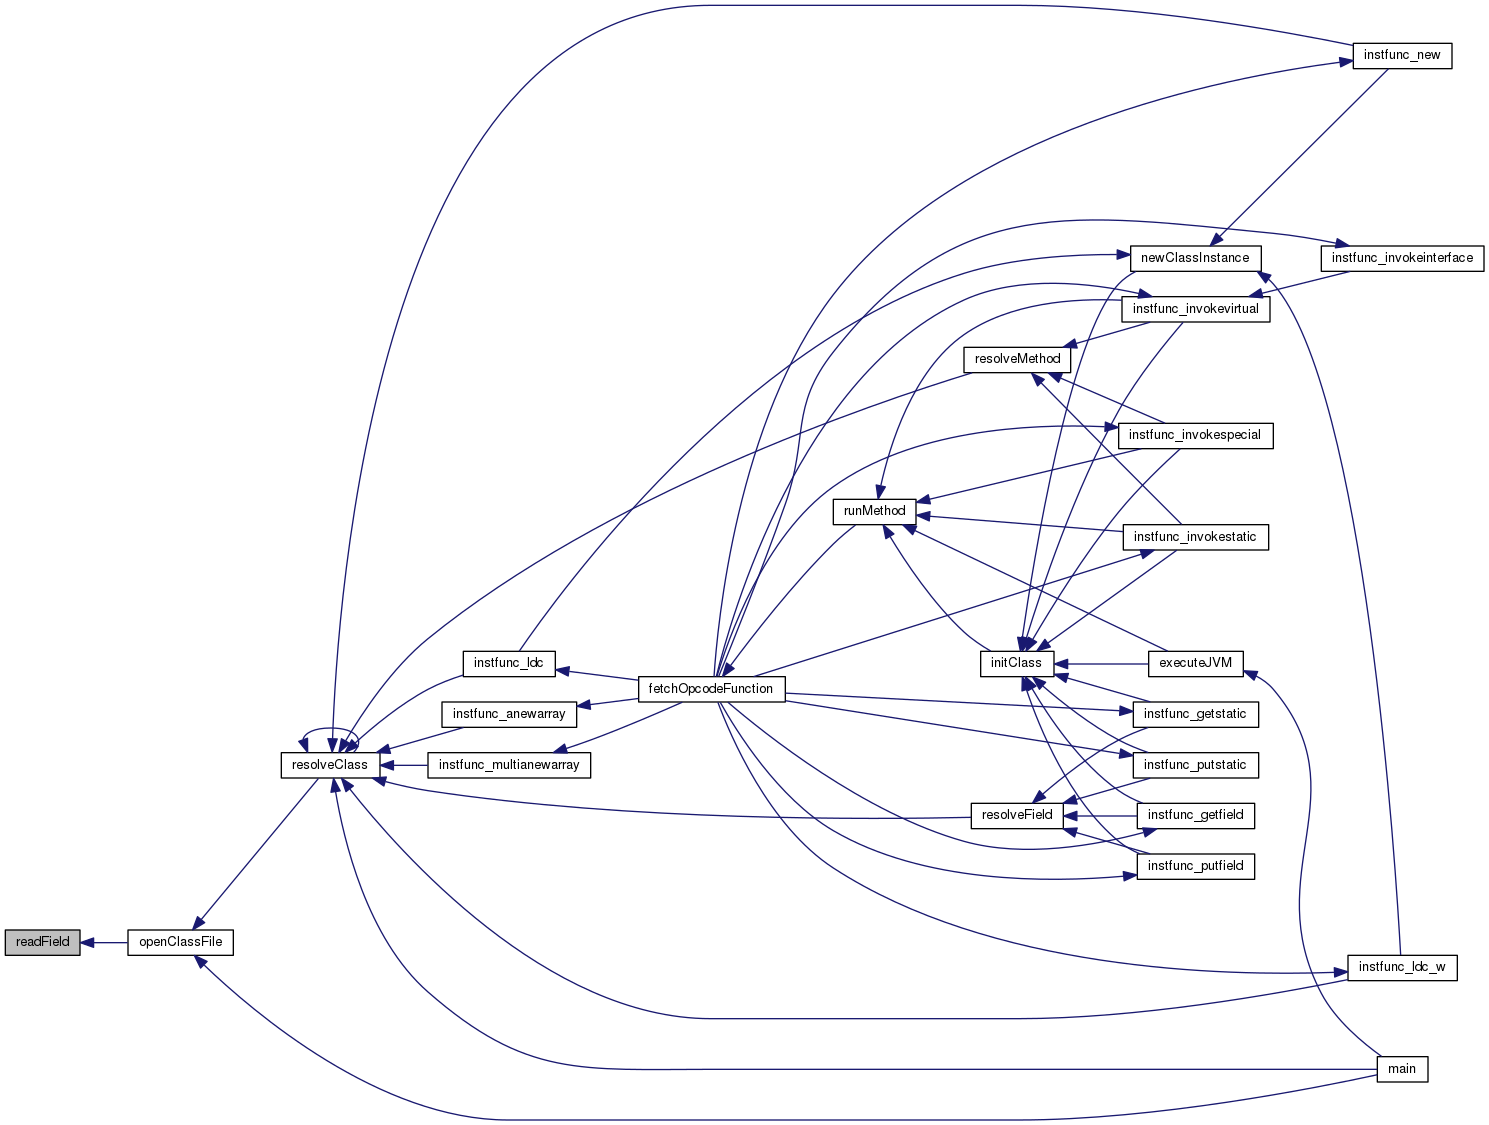 instfunc_new
newClassInstance
instfunc_invokeinterface
instfunc_invokevirtual
resolveMethod
instfunc_invokespecial
runMethod
instfunc_invokestatic
instfunc_ldc
initClass
executeJVM
fetchOpcodeFunction
instfunc_anewarray
instfunc_getstatic
resolveClass
instfunc_multianewarray
instfunc_putstatic
resolveField
instfunc_getfield
instfunc_putfield
readField
openClassFile
instfunc_ldc_w
main